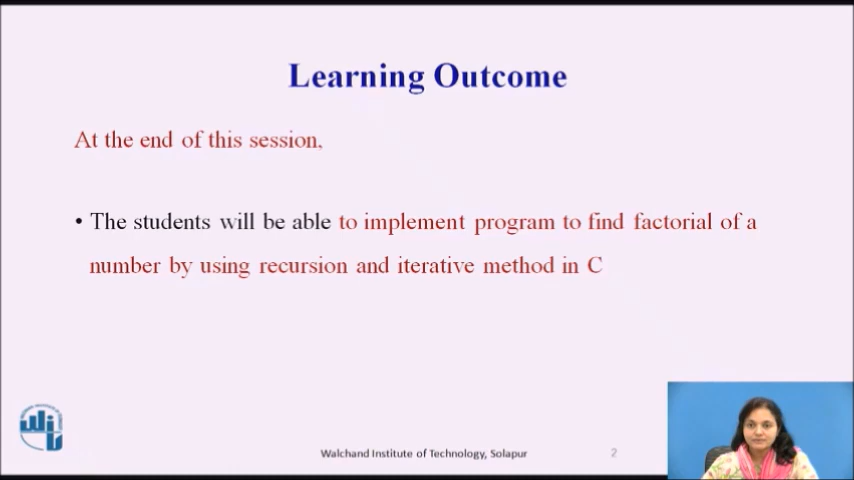 Learning Outcome
At the end of this session,
• The students will be able to implement program to find factorial of a
number by using recursion and iterative method in C
Walchand Institute of Technology, Solapur
2